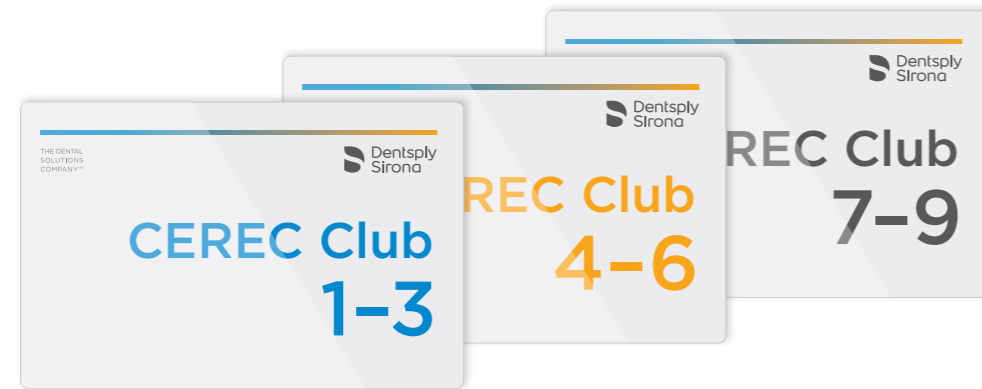 THE DENTAL
SOLUTIONS
COMPANY™
Dentsply
Sirona
CEREC Club
1–3
Dentsply
Sirona
REC Club
4–6
Dentsply
Sirona
REC Club
7–9